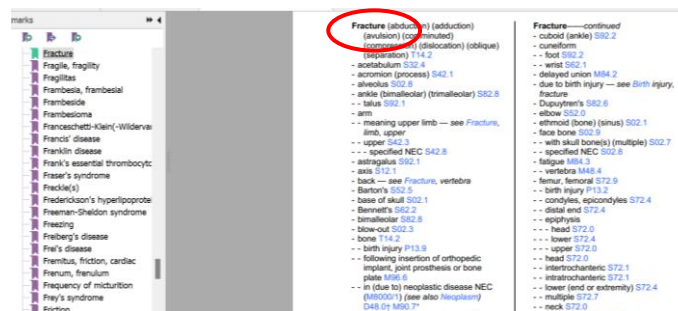 marks
Fracture
Fragile, fragility
Fragilitas
Frambesia, frambesial
Frambeside
Frambesioma
Franceschetti-Klein(-Wildervan
Francis' disease
Franklin disease
Frank's essential thrombocytc
Fraser's syndrome
Freckle(s)
Frederickson's hyperlipoprote
Freeman-Sheldon syndrome
Freezing
Freiberg's disease
Frei's disease
Fremitus, friction, cardiac
Frenum, frenulum
Frequency of micturition
Frey's syndrome
Friction
Fracture (abduction) (adduction)
(avulsion) (comminuted)
(compression) (dislocation) (oblique)
(separation) T14.2
- acetabulum S32.4
- acromion (process) S42.1
- alveolus S02.8
- ankle (bimalleolar) (trimalleolar) S82.8
- - talus S92.1
- arm
- - meaning upper limb — see Fracture,
limb, upper
- - upper S42.3
- - - specified NEC S42.8
- astragalus S92.1
- axis S12.1
- back — see Fracture, vertebra
- Barton's S52.5
- base of skull S02.1
- Bennett's S62.2
- bimalleolar S82.8
- blow-out S02.3
- bone T14.2
- - birth injury P13.9
- - following insertion of orthopedic
implant, joint prosthesis or bone
plate M96.6
- - in (due to) neoplastic disease NEC
(M8000/1) (see also Neoplasm)
D48.0† M90.7*
Fracture——continued
- cuboid (ankle) S92.2
- cuneiform
- - foot S92.2
- - wrist S62.1
- delayed union M84.2
- due to birth injury — see Birth injury,
fracture
- Dupuytren's S82.6
- elbow S52.0
- ethmoid (bone) (sinus) S02.1
- face bone S02.9
- - with skull bone(s) (multiple) S02.7
- - specified NEC S02.8
- fatigue M84.3
- - vertebra M48.4
- femur, femoral S72.9
- - birth injury P13.2
- - condyles, epicondyles S72.4
- - distal end S72.4
- - epiphysis
- - - head S72.0
- - - lower S72.4
- - - upper S72.0
- - head S72.0
- - intertrochanteric S72.1
- - intratrochanteric S72.1
- - lower (end or extremity) S72.4
- - multiple S72.7
- - neck S72.0